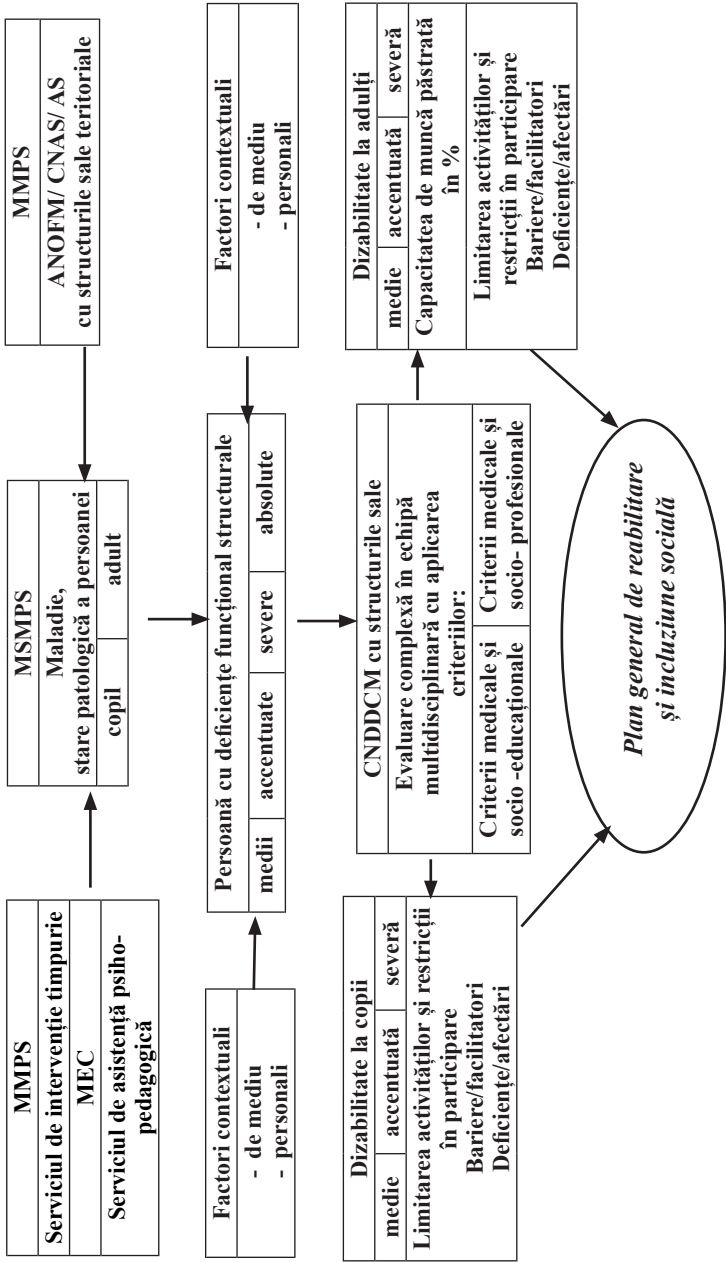 MMPS
Serviciul de intervenție timpurie
MEC
Serviciul de asistență psiho-
pedagogică
MSMPS
Maladie,
stare patologică a persoanei
copil
adult
MMPS
ANOFM/ CNAS/ AS
cu structurile sale teritoriale
Factori contextuali
- de mediu
- personali
Persoană cu deficiențe funcțional structurale
medii
accentuate
severe
absolute
Factori contextuali
- de mediu
- personali
Dizabilitate la copii
medie
accentuată
severă
Limitarea activităților și restricții
în participare
Bariere/facilitatori
Deficiențe/afectări
CNDDCM cu structurile sale
Evaluare complexă în echipă
multidisciplinară cu aplicarea
criteriilor:
Criterii medicale și
socio -educaționale
Criterii medicale și
socio- profesionale
Dizabilitate la adulți
medie
accentuată
severă
Capacitatea de muncă păstrată
în %
Limitarea activităților și
restricții în participare
Bariere/facilitatori
Deficiențe/afectări
Plan general de reabilitare
și incluziune socială